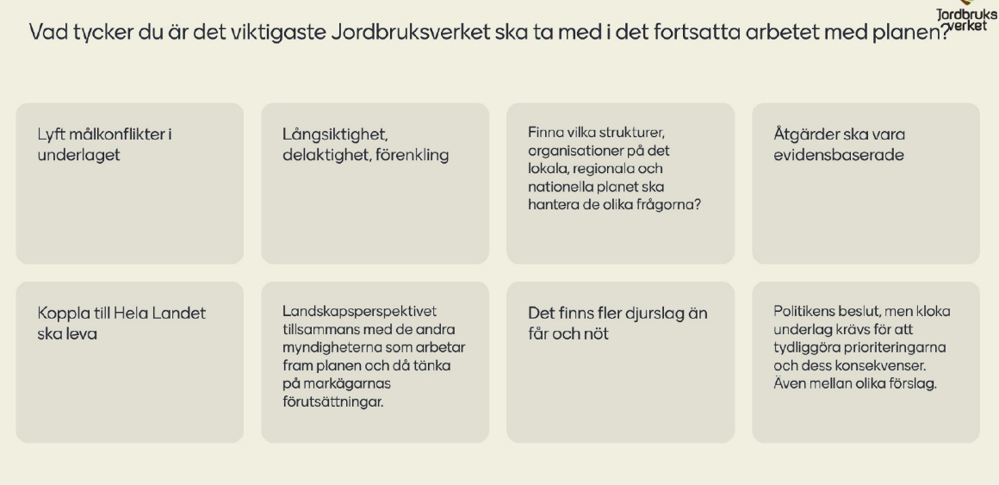 Jordbruks
verket
Vad tycker du är det viktigaste Jordbruksverket ska ta med i det fortsatta arbetet med planen?
Lyft målkonflikter i
underlaget
Långsiktighet,
delaktighet, förenkling
Finna vilka strukturer,
organisationer på det
lokala, regionala och
nationella planet ska
hantera de olika frågorna?
Åtgärder ska vara
evidensbaserade
Koppla till Hela Landet
ska leva
Landskapsperspektivet
tillsammans med de andra
myndigheterna som arbetar
fram planen och då tänka
på markägarnas
förutsättningar.
Det finns fler djurslag än
får och nöt
Politikens beslut, men kloka
underlag krävs för att
tydliggöra prioriteringarna
och dess konsekvenser.
Även mellan olika förslag.